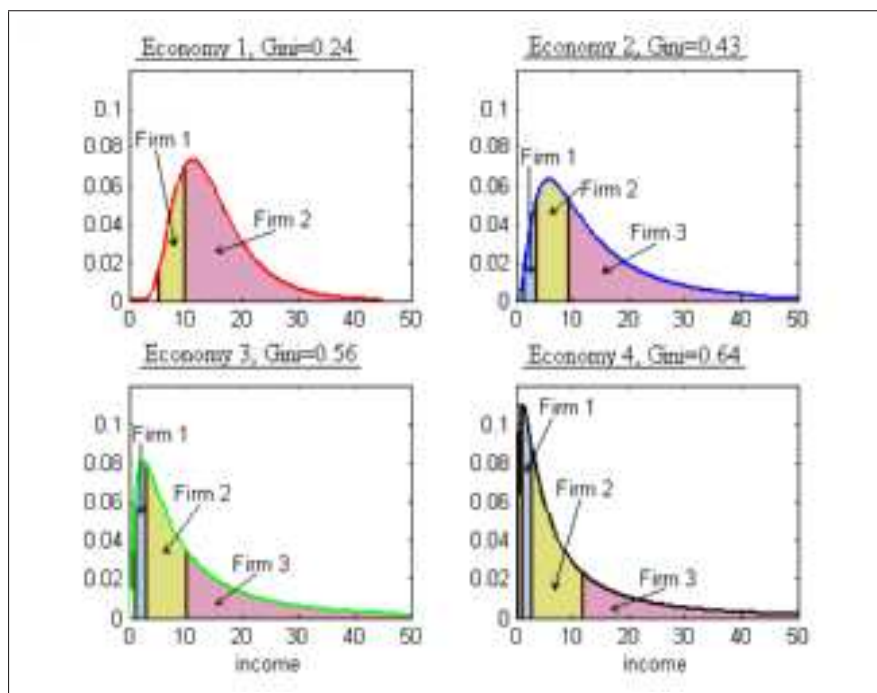 Economy 1, Gini=0.24
0.1
0.08
0.06
0.04
0.02
0
Firm 1
Firm 2
0 10 20 30 40 50
Economy 2, Gini=0.43
0.1
0.08
0.06
0.04
0.02
0
Firm 1
Firm 2
Firm 3
0 10 20 30 40 50
Economy 3, Gini=0.56
0.1
0.08
0.06
0.04
0.02
0
Firm 1
Firm 2
Firm 3
0 10 20 30 40 50
income
Economy 4, Gini=0.64
0.1
0.08
0.06
0.04
0.02
0
Firm 1
Firm 2
Firm 3
0 10 20 30 40 50
income